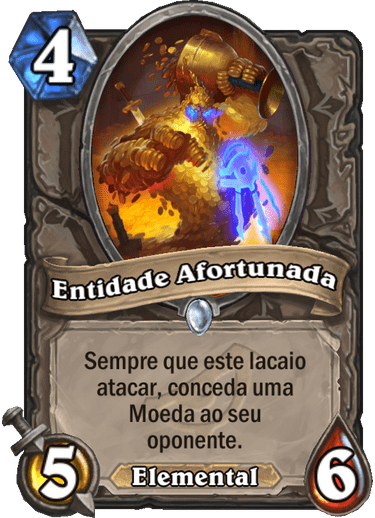 4
Entidade Afortunada
Sempre que este lacaio
atacar, conceda uma
Moeda ao seu
oponente.
5
Elemental
6